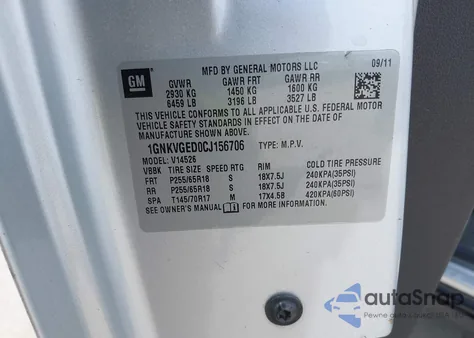 GM
MFD BY GENERAL MOTORS LLC 09/11
GVWR GAWR FRT GAWR RR
2930 KG 1450 KG 1600 KG
6459 LB 3196 LB 3527 LB
THIS VEHICLE CONFORMS TO ALL APPLICABLE U.S. FEDERAL MOTOR
VEHICLE SAFETY STANDARDS IN EFFECT ON THE DATE OF
MANUFACTURE SHOWN ABOVE.
1GNKVGED0CJ156706 TYPE: M.P.V.
MODEL: V14526
VBBK TIRE SIZE SPEED RTG RIM COLD TIRE PRESSURE
FRT P255/65R18 S 18X7.5J 240KPA(35PSI)
RR P255/65R18 S 18X7.5J 240KPA(35PSI)
SPA T145/70R17 M 17X4.5B 420KPA(60PSI)
SEE OWNER'S MANUAL FOR ADDITIONAL INFORMATION
autoSnap
Pewne auto